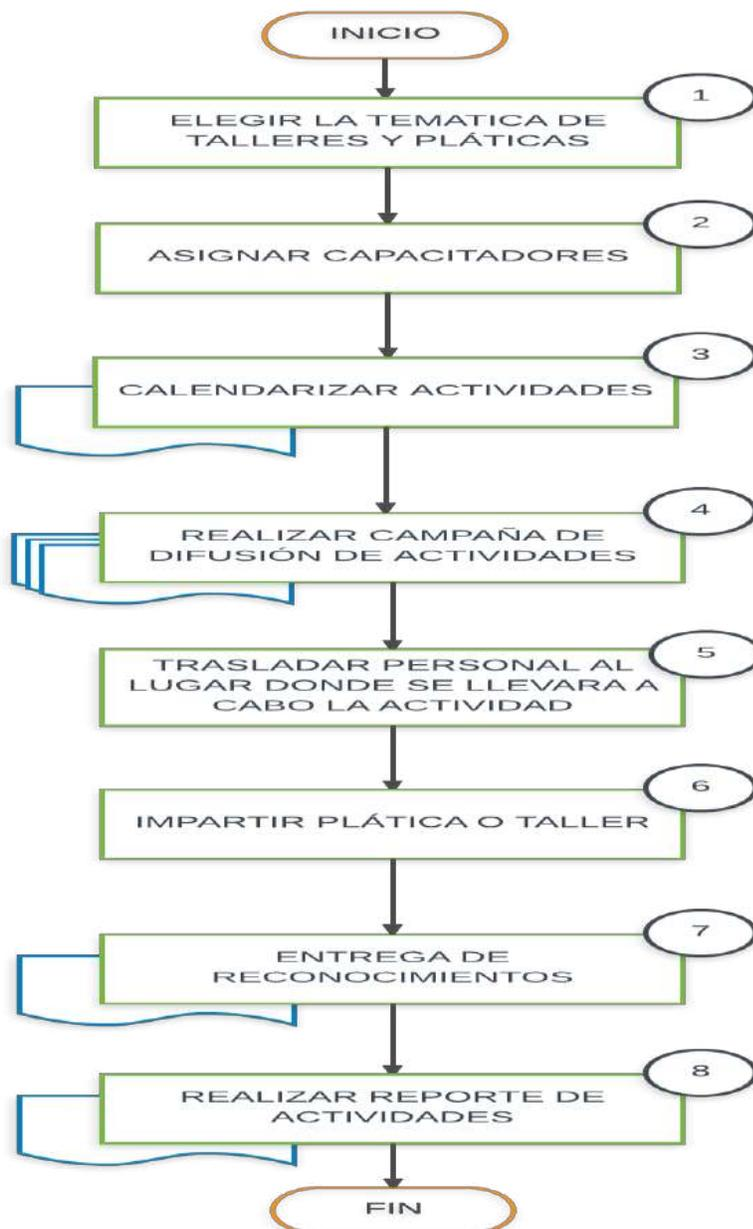 INICIO
1
ELEGIR LA TEMATICA DE
TALLERES Y PLÁTICAS
2
ASIGNAR CAPACITADORES
3
CALENDARIZAR ACTIVIDADES
4
REALIZAR CAMPAÑA DE
DIFUSIÓN DE ACTIVIDADES
5
TRASLADAR PERSONAL AL
LUGAR DONDE SE LLEVARA A
CABO LA ACTIVIDAD
6
IMPARTIR PLÁTICA O TALLER
7
ENTREGA DE
RECONOCIMIENTOS
8
REALIZAR REPORTE DE
ACTIVIDADES
FIN